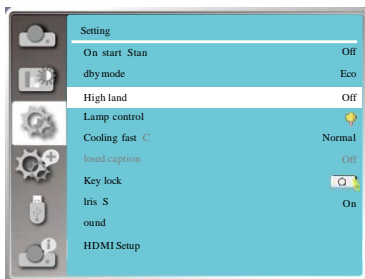 Setting
On start Stan Off
dby mode Eco
High land Off
Lamp control
Cooling fast C Normal
losed caption Off
Key lock
Iris S On
ound
HDMI Setup